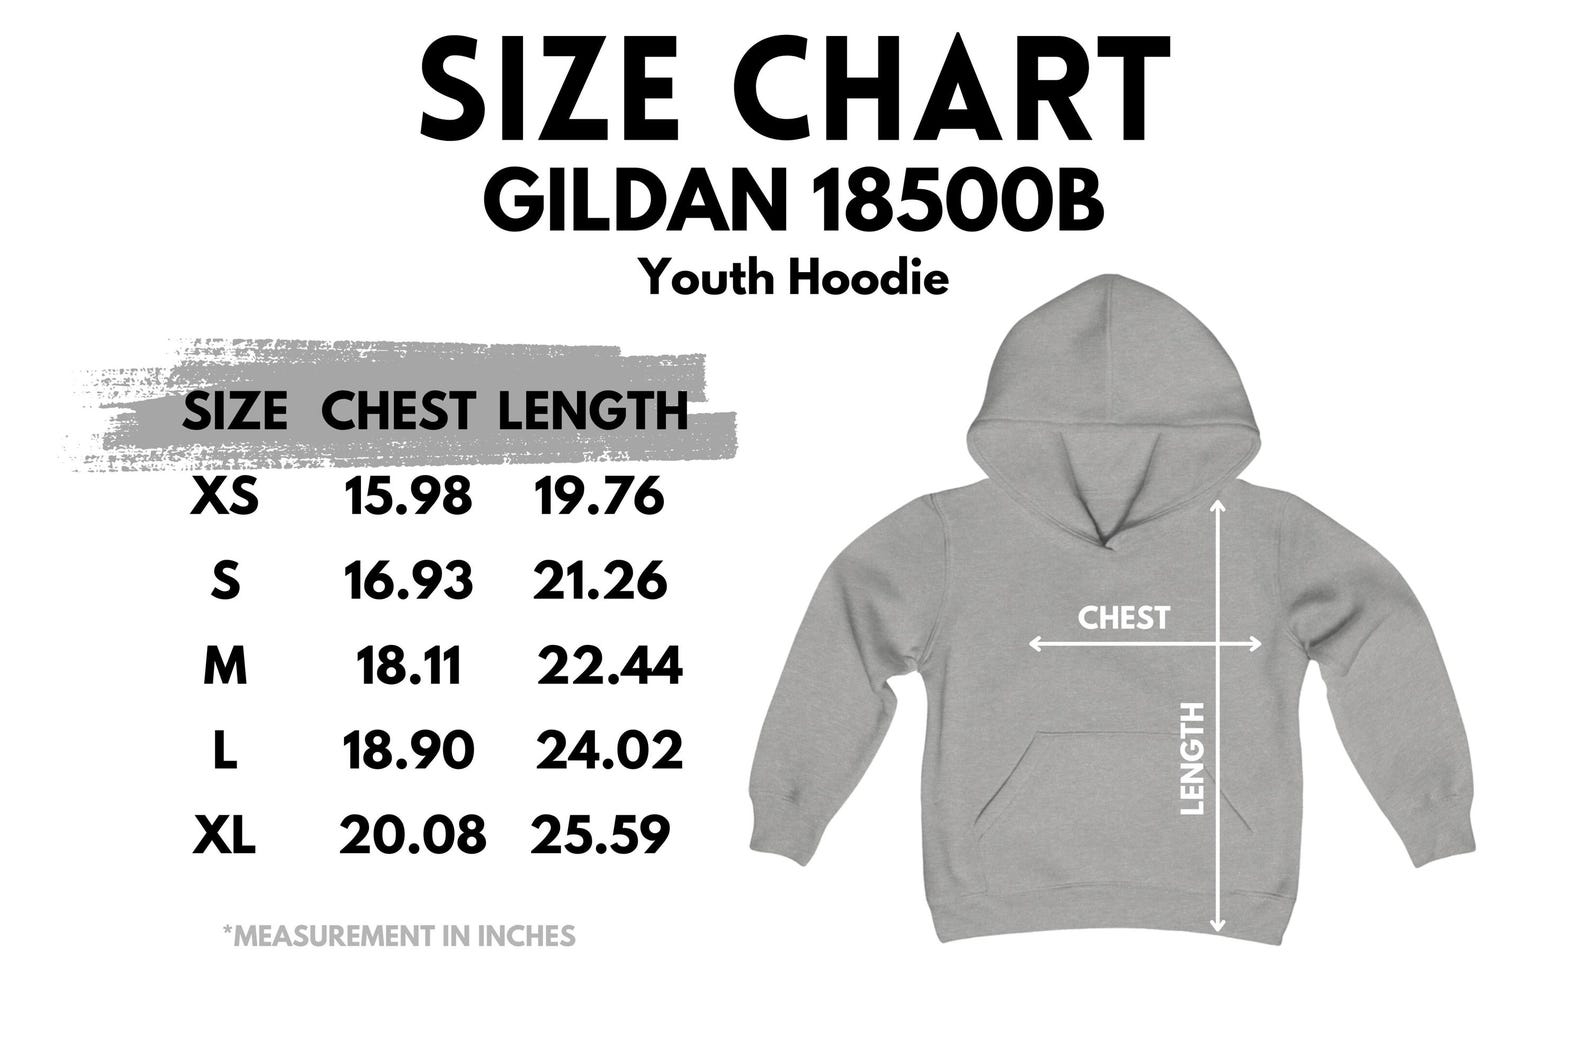 SIZE CHART
GILDAN 18500B
Youth Hoodie
SIZE CHEST LENGTH
XS 15.98 19.76
S 16.93 21.26
M 18.11 22.44
L 18.90 24.02
XL 20.08 25.59
*MEASUREMENT IN INCHES
CHEST
LENGTH